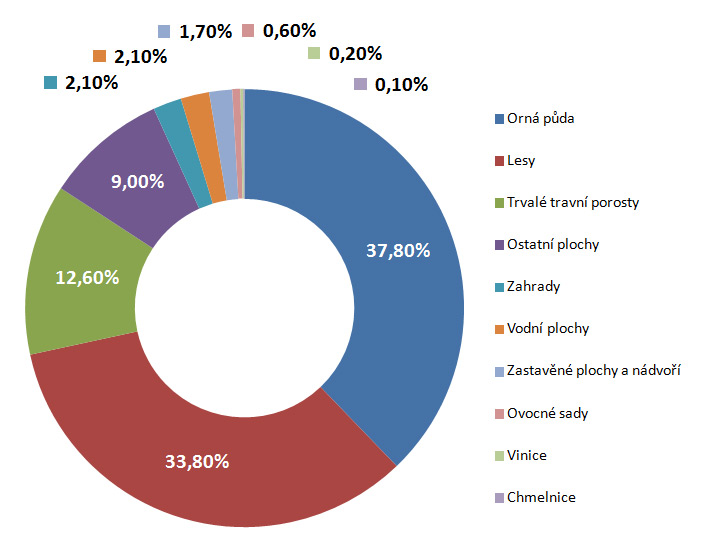 1,70%
0,60%
2,10%
0,20%
2,10%
0,10%
9,00%
37,80%
12,60%
33,80%
Orná půda
Lesy
Trvalé travní porosty
Ostatní plochy
Zahrady
Vodní plochy
Zastavěné plochy a nádvoří
Ovocné sady
Vinice
Chmelnice